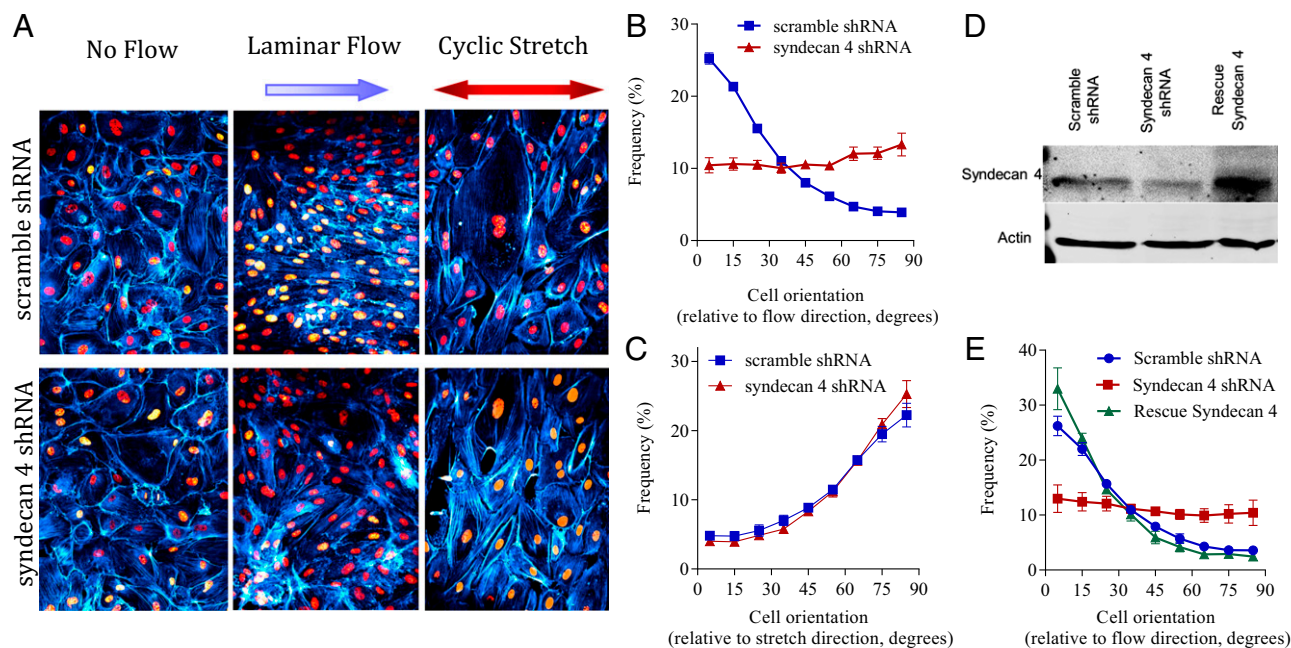 A
No Flow
Laminar Flow
Cyclic Stretch
scramble shRNA
syndecan 4 shRNA
B
scramble shRNA
syndecan 4 shRNA
Frequency (%)
30
20
10
0
0 15 30 45 60 75 90
Cell orientation
(relative to flow direction, degrees)
C
scramble shRNA
syndecan 4 shRNA
Frequency (%)
30
20
10
0
0 15 30 45 60 75 90
Cell orientation
(relative to stretch direction, degrees)
D
Scramble
shRNA
Syndecan 4
shRNA
Rescue
Syndecan 4
Syndecan 4
Actin
E
Scramble shRNA
Syndecan 4 shRNA
Rescue Syndecan 4
Frequency (%)
40
30
20
10
0
0 15 30 45 60 75 90
Cell orientation
(relative to flow direction, degrees)